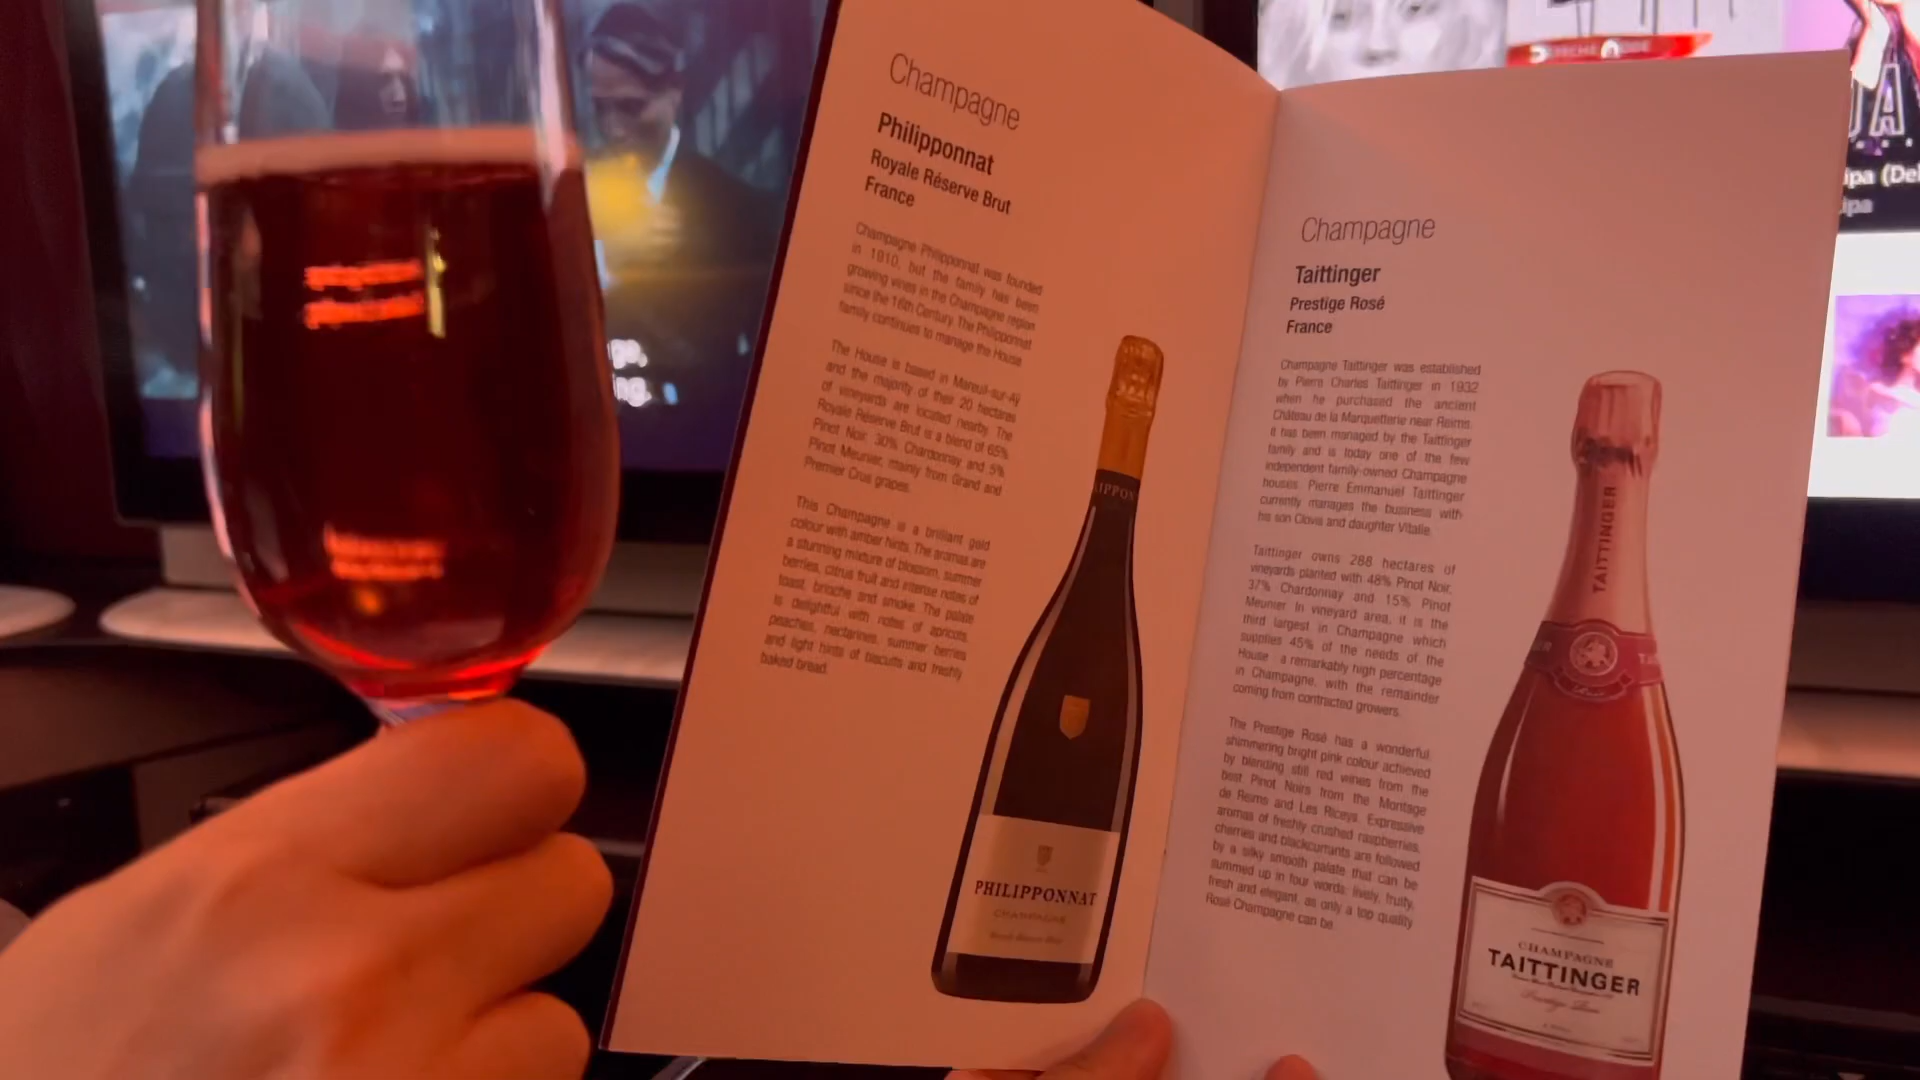 Champagne
Philipponnat
Royale Réserve Brut
France
Champagne Philipponnat was founded
in 1910, but the family has been
growing vines in the Champagne region
since the 16th Century. The Philipponnat
family continues to manage the House
The House is based in Mareuil-sur-Aÿ
and the majority of their 20 hectares
of vineyards are located nearby. The
Royale Réserve Brut is a blend of 65%
Pinot Noir, 30% Chardonnay and 5%
Pinot Meunier, mainly from Grand and
Premier Crus grapes.
This Champagne is a brilliant gold
colour with amber hints. The aromas are
a stunning mixture of blossom, summer
berries, citrus fruit and intense notes of
toast, brioche and smoke. The palate
is delightful with notes of apricots,
peaches, nectarines, summer berries
and light hints of biscuits and freshly
baked bread.
LIPPON
PHILIPPONNAT
CHAMPAGNE
Royale Réserve Brut
Champagne
Taittinger
Prestige Rosé
France
Champagne Taittinger was established
by Pierre Charles Taittinger in 1932
when he purchased the ancient
Château de la Marquetterie near Reims.
It has been managed by the Taittinger
family and is today one of the few
independent family-owned Champagne
houses. Pierre Emmanuel Taittinger
currently manages the business with
his son Clovis and daughter Vitalie.
Taittinger owns 288 hectares of
vineyards planted with 48% Pinot Noir,
37% Chardonnay and 15% Pinot
Meunier. In vineyard area, it is the
third largest in Champagne which
supplies 45% of the needs of the
House - a remarkably high percentage
in Champagne, with the remainder
coming from contracted growers.
The Prestige Rosé has a wonderful,
shimmering bright pink colour achieved
by blending still red wines from the
best Pinot Noirs from the Montage
de Reims and Les Riceys. Expressive
aromas of freshly crushed raspberries,
cherries and blackcurrants are followed
by a silky smooth palate that can be
summed up in four words: lively, fruity,
fresh and elegant, as only a top quality
Rosé Champagne can be.
TAITTINGER
CHAMPAGNE
TAITTINGER
Prestige Rosé
ipa (Del
ipa